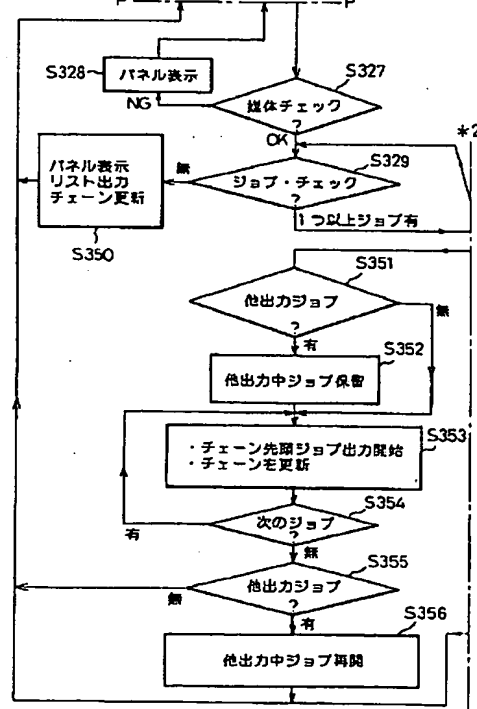 P P
S328 パネル表示
S327
媒体チェック
?
NG
OK
*2
パネル表示
リスト出力
チェーン更新
S350
無
S329
ジョブ・チェック
?
1つ以上ジョブ有
S351
他出力ジョブ
?
無
有
S352
他出力中ジョブ保留
S353
・チェーン先頭ジョブ出力開始
・チェーンを更新
S354
次のジョブ
?
有
無
S355
他出力ジョブ
?
無
有
S356
他出力中ジョブ再開